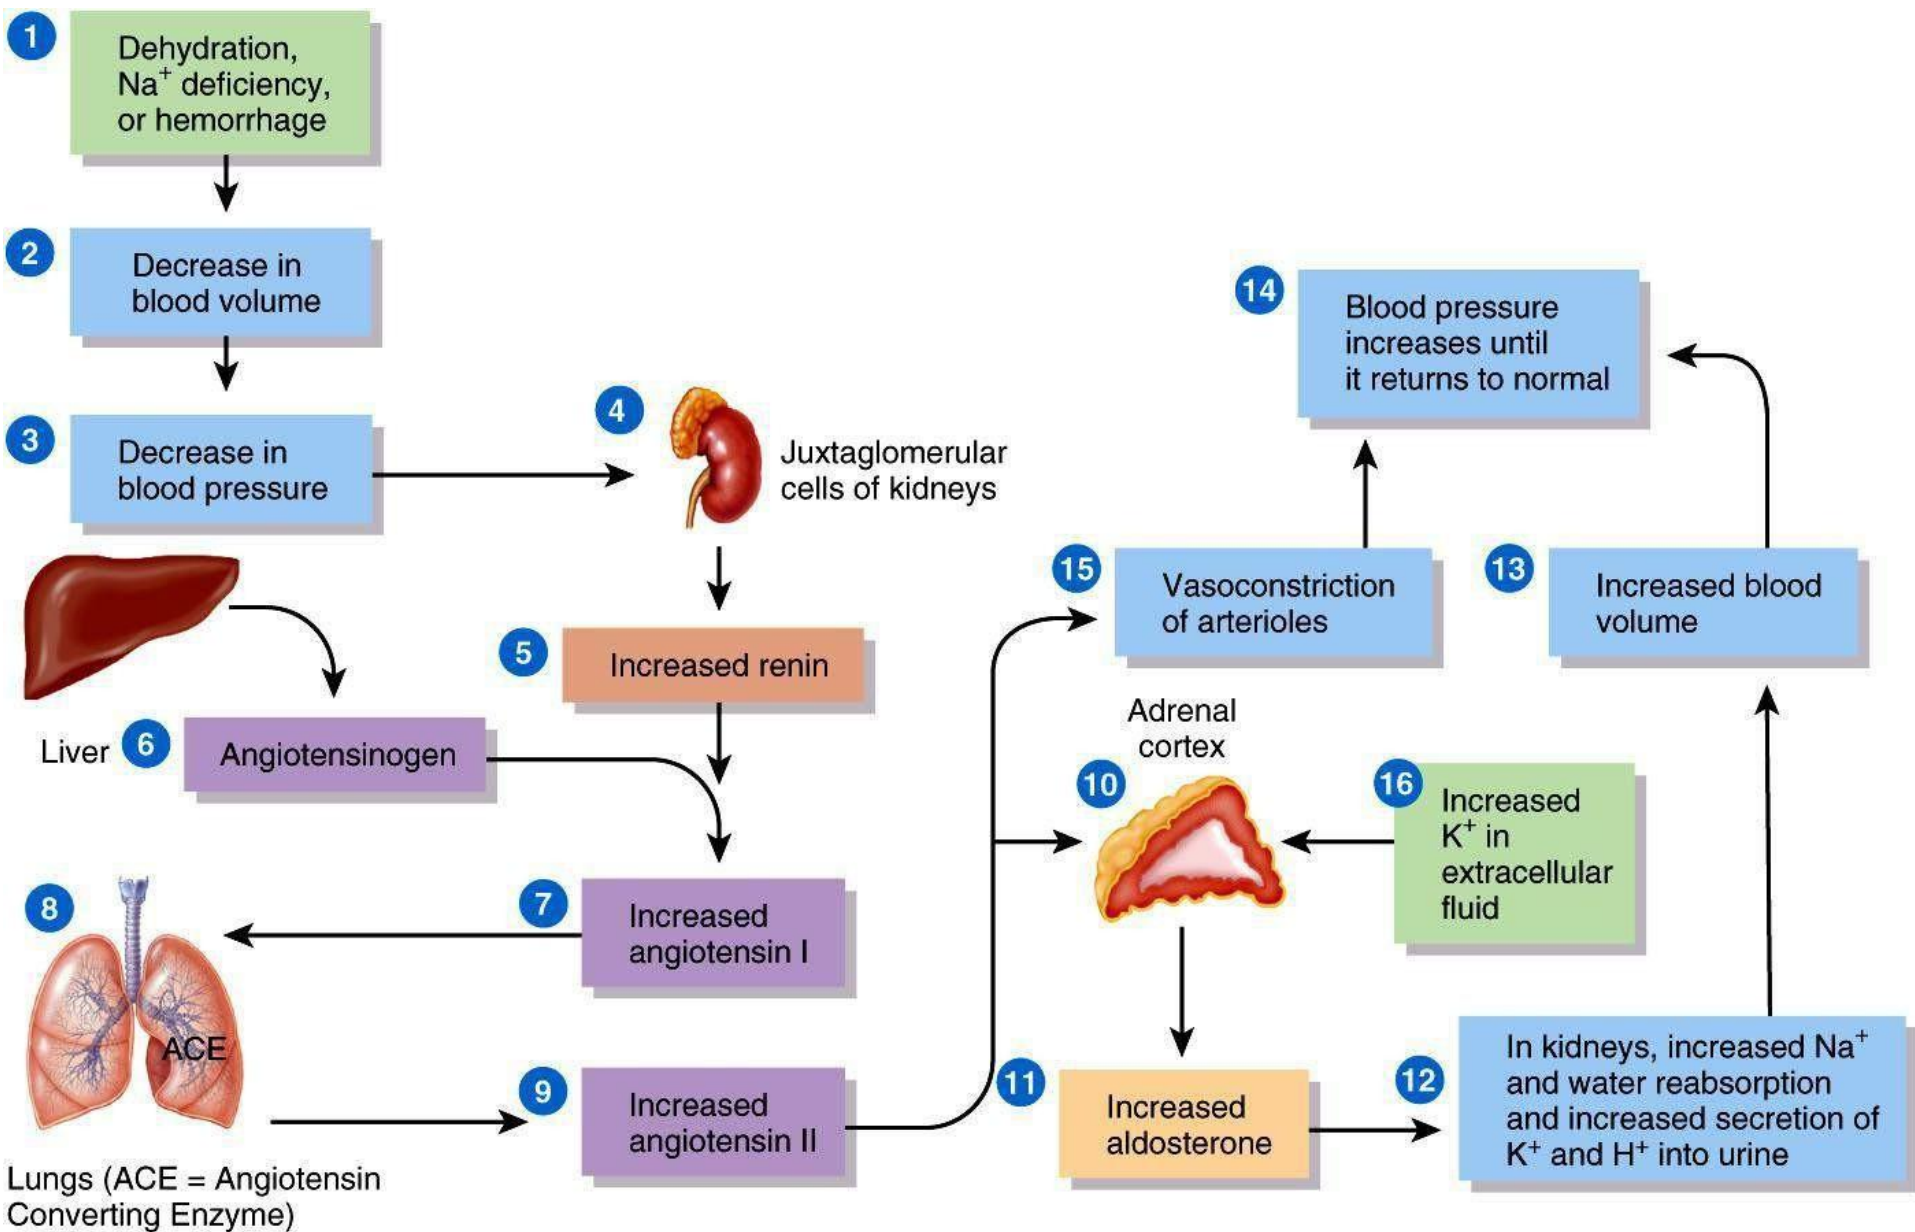 1
Dehydration,
Na⁺ deficiency,
or hemorrhage
2
Decrease in
blood volume
3
Decrease in
blood pressure
4
Juxtaglomerular
cells of kidneys
5
Increased renin
Liver
6
Angiotensinogen
7
Increased
angiotensin I
8
ACE
Lungs (ACE = Angiotensin
Converting Enzyme)
9
Increased
angiotensin II
10
Adrenal
cortex
11
Increased
aldosterone
12
In kidneys, increased Na⁺
and water reabsorption
and increased secretion of
K⁺ and H⁺ into urine
13
Increased blood
volume
14
Blood pressure
increases until
it returns to normal
15
Vasoconstriction
of arterioles
16
Increased
K⁺ in
extracellular
fluid